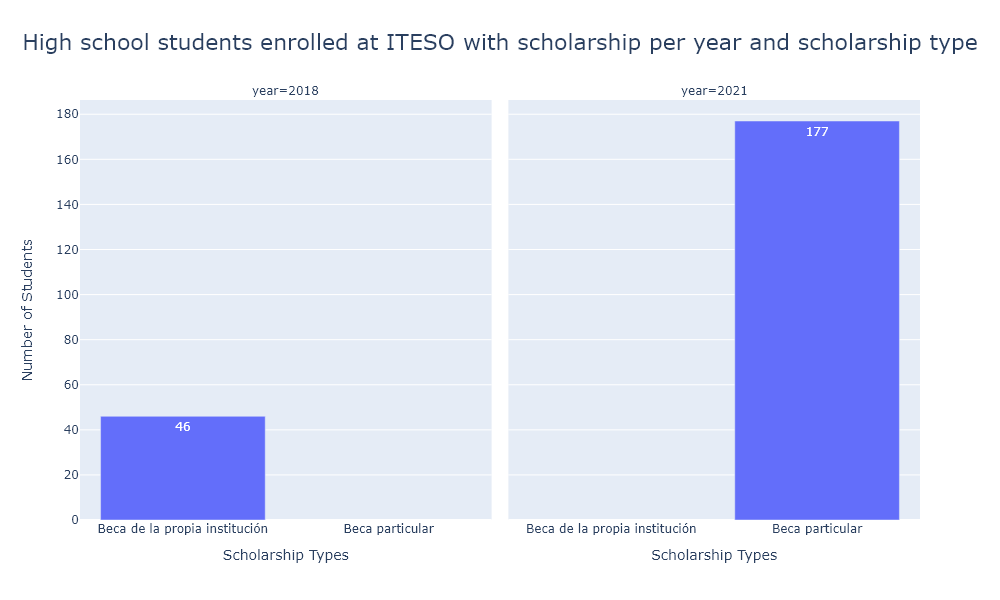 High school students enrolled at ITESO with scholarship per year and scholarship type
year=2018
year=2021
Number of Students
180
160
140
120
100
80
60
40
20
0
46
177
Beca de la propia institución
Beca particular
Beca de la propia institución
Beca particular
Scholarship Types
Scholarship Types